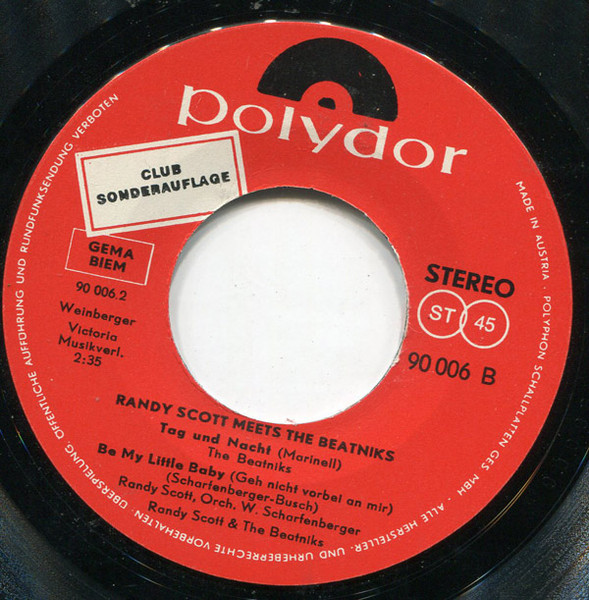 polydor
CLUB
SONDERAUFLAGE
GEMA
BIEM
90 006.2
Weinberger
Victoria
Musikverl.
2:35
STEREO
ST 45
90 006 B
RANDY SCOTT MEETS THE BEATNIKS
Tag und Nacht (Marinell)
The Beatniks
Be My Little Baby (Geh nicht vorbei an mir)
(Scharfenberger-Busch)
Randy Scott, Orch. W. Scharfenberger
Randy Scott & The Beatniks
MADE IN AUSTRIA · POLYPHON SCHALLPLATTEN GES MBH · ALLE HERSTELLER- UND URHEBERRECHTE VORBEHALTEN ÜBERSPIELUNG, ÖFFENTLICHE AUFFÜHRUNG UND RUNDFUNKSENDUNG VERBOTEN